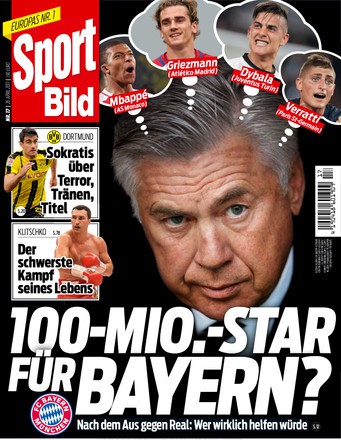 EUROPAS NR. 1
Sport
Bild
Mbappé
(AS Monaco)
Griezmann
(Atlético Madrid)
Dybala
(Juventus Turin)
Verratti
(Paris St-Germain)
BVB
09
DORTMUND
Sokratis
über
Terror,
Tränen,
Titel
KLITSCHKO
Der
schwerste
Kampf
seines Lebens
100-MIO.-STAR
FÜR BAYERN?
FC BAYERN
MÜNCHEN
Nach dem Aus gegen Real: Wer wirklich helfen würde